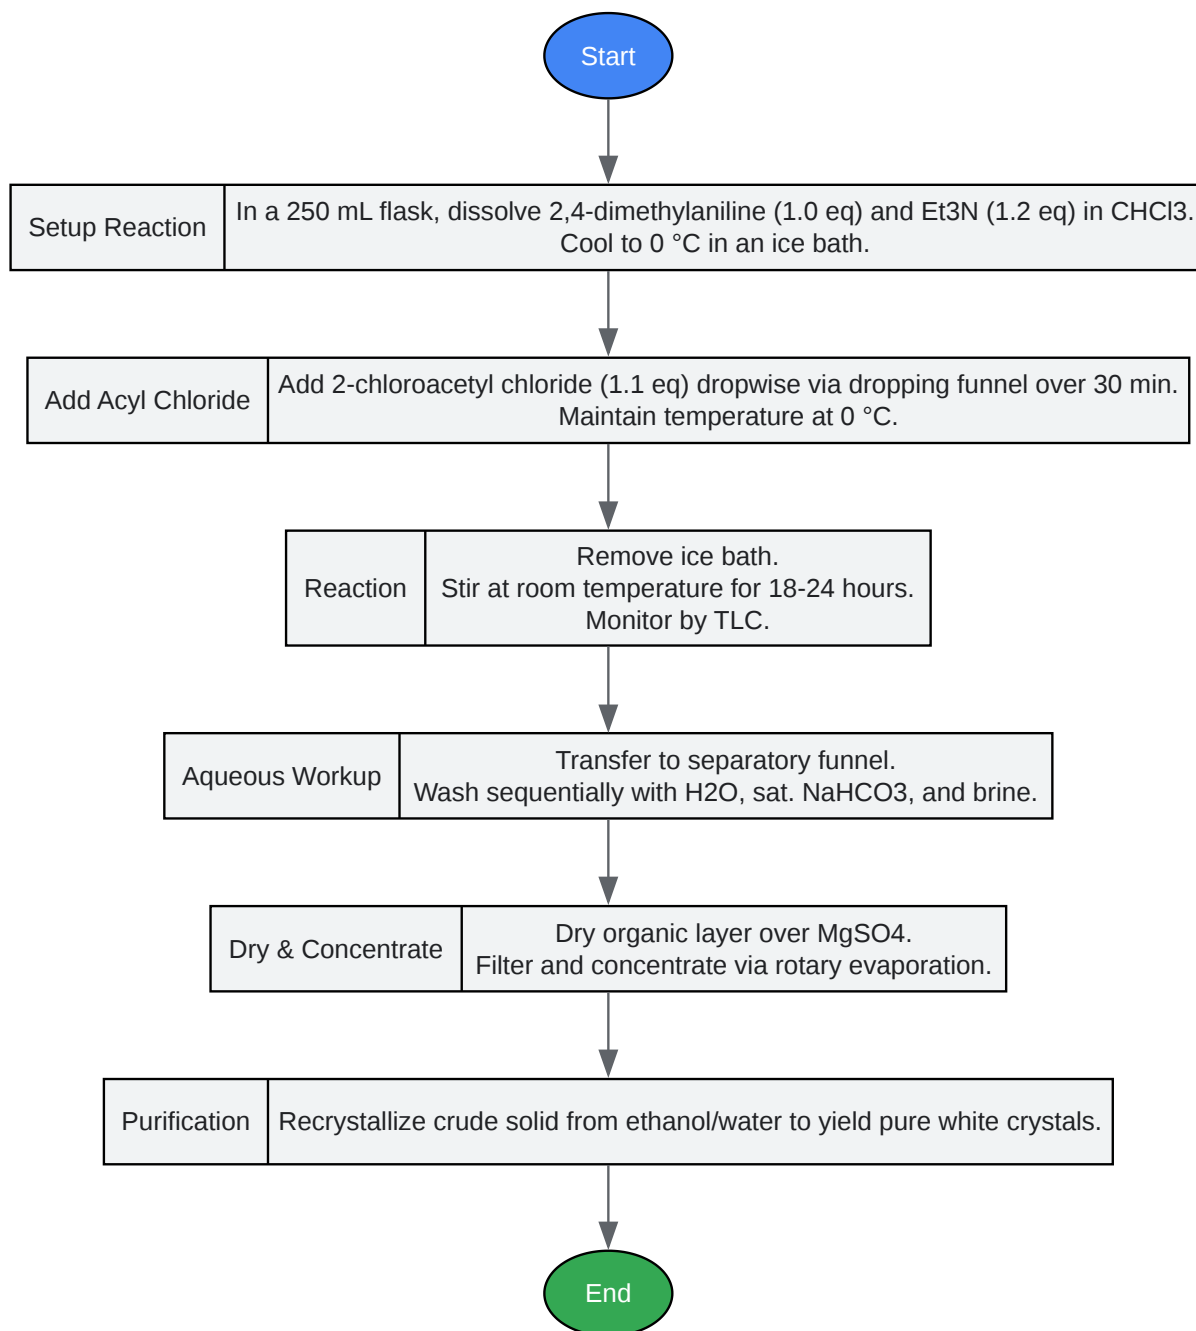 Start
Setup Reaction
In a 250 mL flask, dissolve 2,4-dimethylaniline (1.0 eq) and Et3N (1.2 eq) in CHCl3.
Cool to 0 °C in an ice bath.
Add Acyl Chloride
Add 2-chloroacetyl chloride (1.1 eq) dropwise via dropping funnel over 30 min.
Maintain temperature at 0 °C.
Reaction
Remove ice bath.
Stir at room temperature for 18-24 hours.
Monitor by TLC.
Aqueous Workup
Transfer to separatory funnel.
Wash sequentially with H2O, sat. NaHCO3, and brine.
Dry & Concentrate
Dry organic layer over MgSO4.
Filter and concentrate via rotary evaporation.
Purification
Recrystallize crude solid from ethanol/water to yield pure white crystals.
End